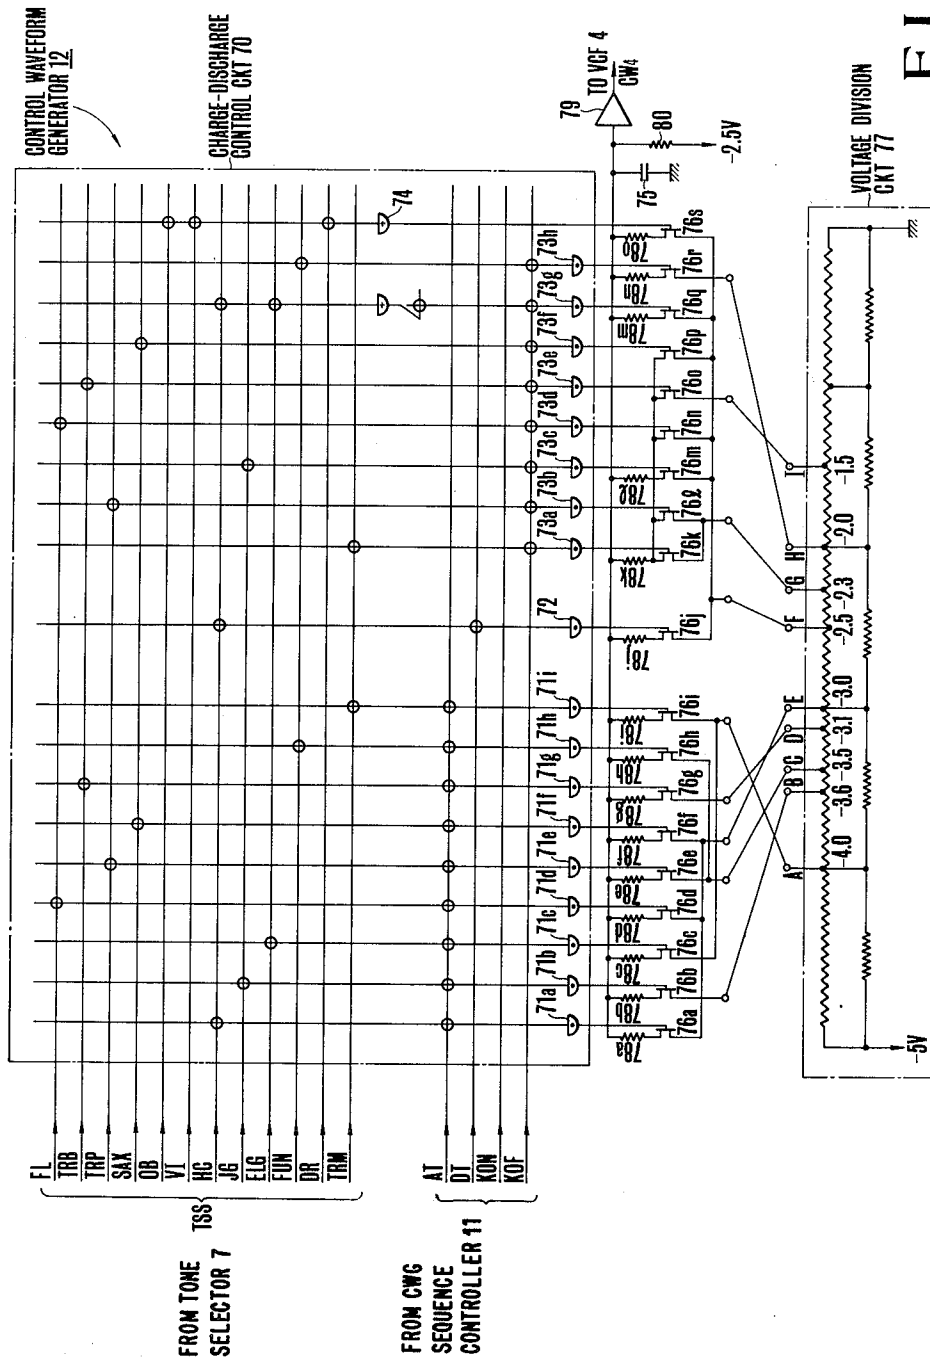 CONTROL WAVEFORM
GENERATOR 12
CHARGE-DISCHARGE
CONTROL CKT 70
FL
TRB
TRP
SAX
OB
VI
HC
JG
ELG
FUN
DR
TRM
TSS
FROM TONE
SELECTOR 7
AT
DT
KON
KOF
FROM CWG
SEQUENCE
CONTROLLER 11
74
71a 71b 71c 71d 71e 71f 71g 71h 71i 72 73a 73b 73c 73d 73e 73f 73g 73h
78a 78b 78c 78d 78e 78f 78g 78h 78i 78j 78k 78ℓ 78m 78n 78o
76a 76b 76c 76d 76e 76f 76g 76h 76i 76j 76k 76ℓ 76m 76n 76o 76p 76q 76r 76s
79
TO VCF 4
CW4
75
80
-2.5V
A B C D E F G H I
-4.0 -3.6 -3.5 -3.1 -3.0 -2.5 -2.3 -2.0 -1.5
-5V
VOLTAGE DIVISION
CKT 77